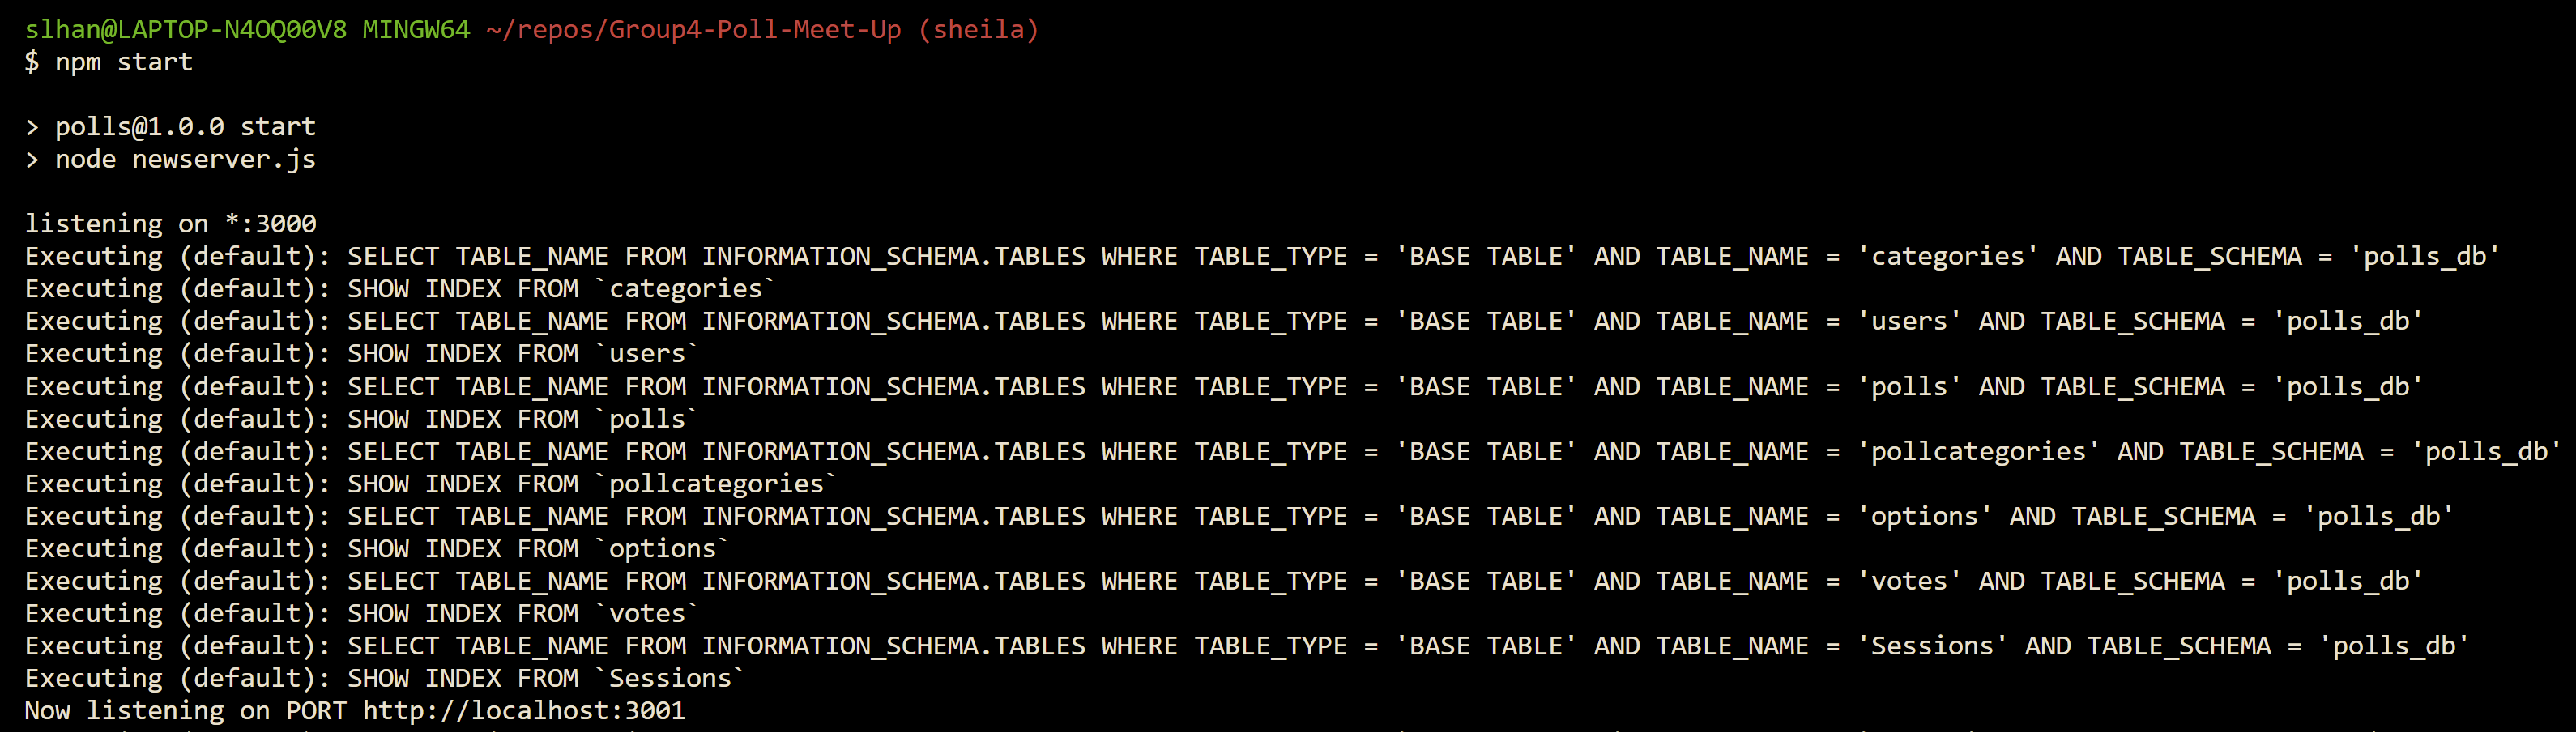 slhan@LAPTOP-N4OQ00V8 MINGW64 ~/repos/Group4-Poll-Meet-Up (sheila)
$ npm start
> polls@1.0.0 start
> node newserver.js
listening on *:3000
Executing (default): SELECT TABLE_NAME FROM INFORMATION_SCHEMA.TABLES WHERE TABLE_TYPE = 'BASE TABLE' AND TABLE_NAME = 'categories' AND TABLE_SCHEMA = 'polls_db'
Executing (default): SHOW INDEX FROM `categories`
Executing (default): SELECT TABLE_NAME FROM INFORMATION_SCHEMA.TABLES WHERE TABLE_TYPE = 'BASE TABLE' AND TABLE_NAME = 'users' AND TABLE_SCHEMA = 'polls_db'
Executing (default): SHOW INDEX FROM `users`
Executing (default): SELECT TABLE_NAME FROM INFORMATION_SCHEMA.TABLES WHERE TABLE_TYPE = 'BASE TABLE' AND TABLE_NAME = 'polls' AND TABLE_SCHEMA = 'polls_db'
Executing (default): SHOW INDEX FROM `polls`
Executing (default): SELECT TABLE_NAME FROM INFORMATION_SCHEMA.TABLES WHERE TABLE_TYPE = 'BASE TABLE' AND TABLE_NAME = 'pollcategories' AND TABLE_SCHEMA = 'polls_db'
Executing (default): SHOW INDEX FROM `pollcategories`
Executing (default): SELECT TABLE_NAME FROM INFORMATION_SCHEMA.TABLES WHERE TABLE_TYPE = 'BASE TABLE' AND TABLE_NAME = 'options' AND TABLE_SCHEMA = 'polls_db'
Executing (default): SHOW INDEX FROM `options`
Executing (default): SELECT TABLE_NAME FROM INFORMATION_SCHEMA.TABLES WHERE TABLE_TYPE = 'BASE TABLE' AND TABLE_NAME = 'votes' AND TABLE_SCHEMA = 'polls_db'
Executing (default): SHOW INDEX FROM `votes`
Executing (default): SELECT TABLE_NAME FROM INFORMATION_SCHEMA.TABLES WHERE TABLE_TYPE = 'BASE TABLE' AND TABLE_NAME = 'Sessions' AND TABLE_SCHEMA = 'polls_db'
Executing (default): SHOW INDEX FROM `Sessions`
Now listening on PORT http://localhost:3001